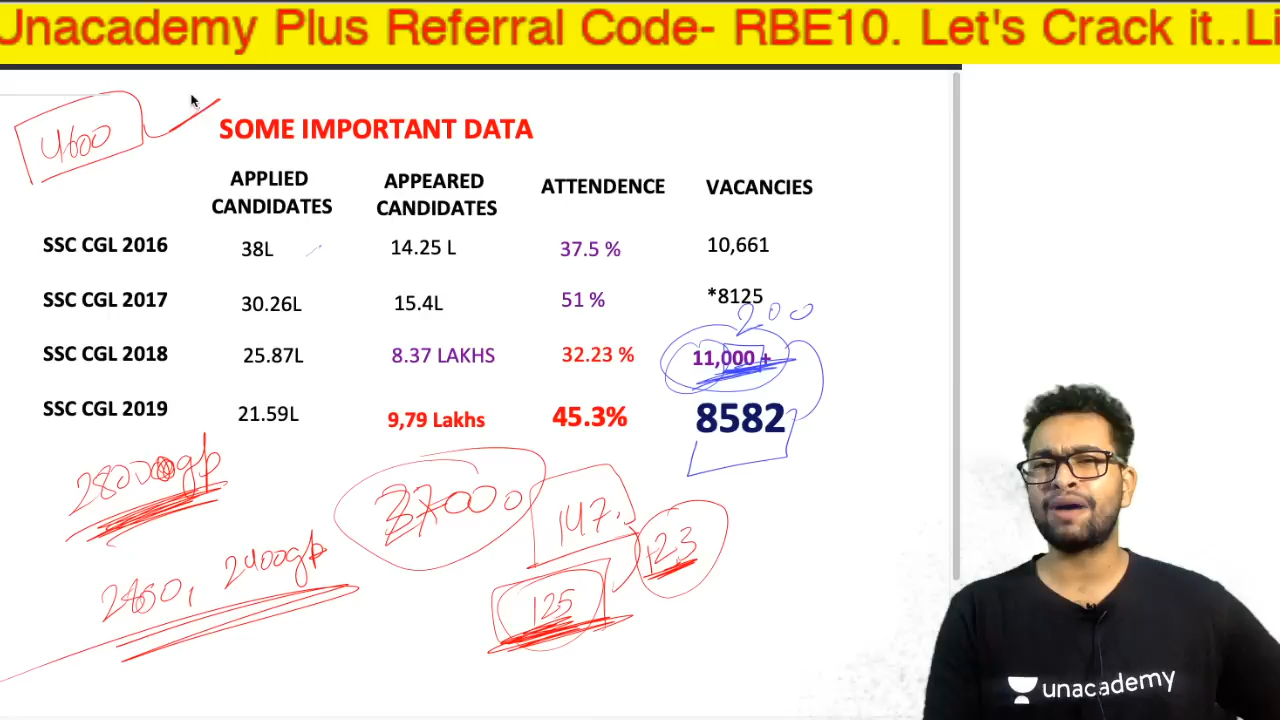 Unacademy Plus Referral Code- RBE10. Let's Crack it..Li
4600
SOME IMPORTANT DATA
APPLIED CANDIDATES APPEARED CANDIDATES ATTENDENCE VACANCIES
SSC CGL 2016 38L 14.25 L 37.5 % 10,661
SSC CGL 2017 30.26L 15.4L 51 % *8125
200
SSC CGL 2018 25.87L 8.37 LAKHS 32.23 % 11,000 +
SSC CGL 2019 21.59L 9,79 Lakhs 45.3% 8582
37000
147.
123
2400gp
125
unacademy